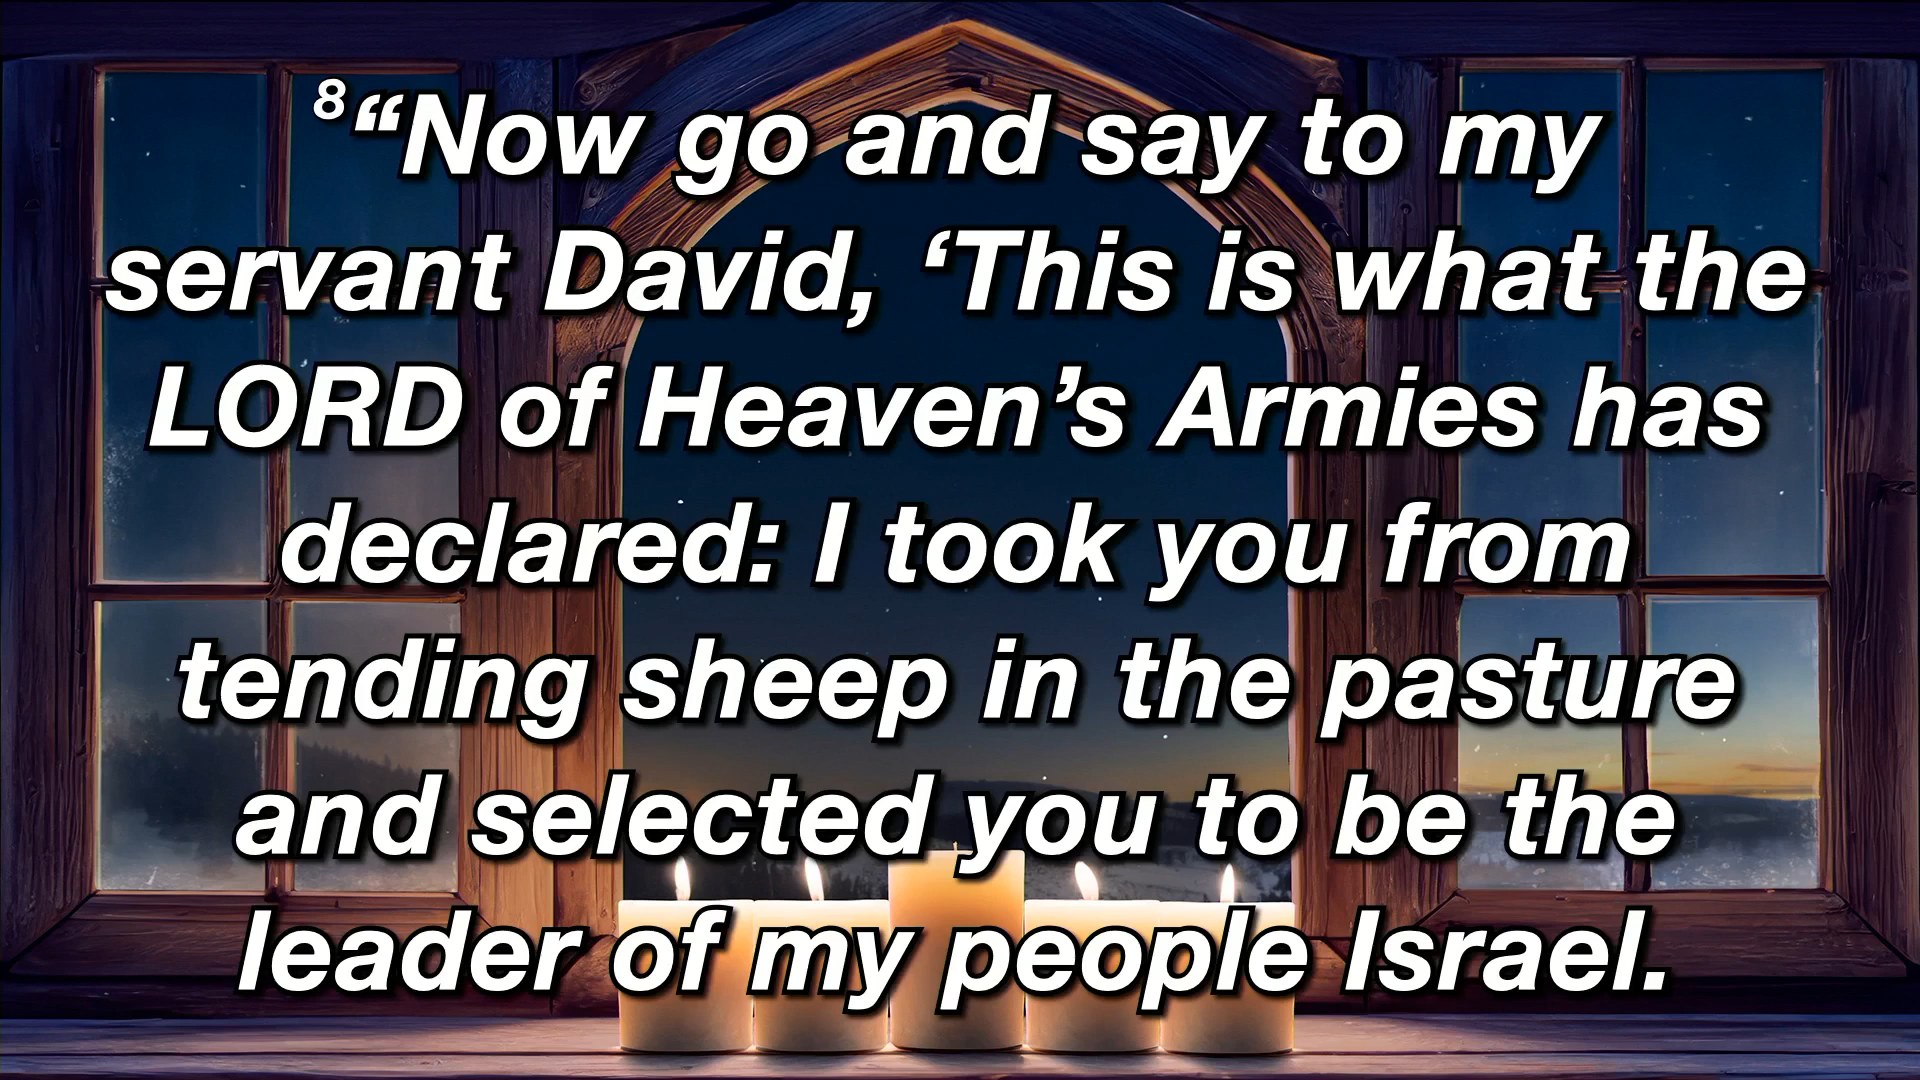 ⁸“Now go and say to my
servant David, ‘This is what the
LORD of Heaven’s Armies has
declared: I took you from
tending sheep in the pasture
and selected you to be the
leader of my people Israel.